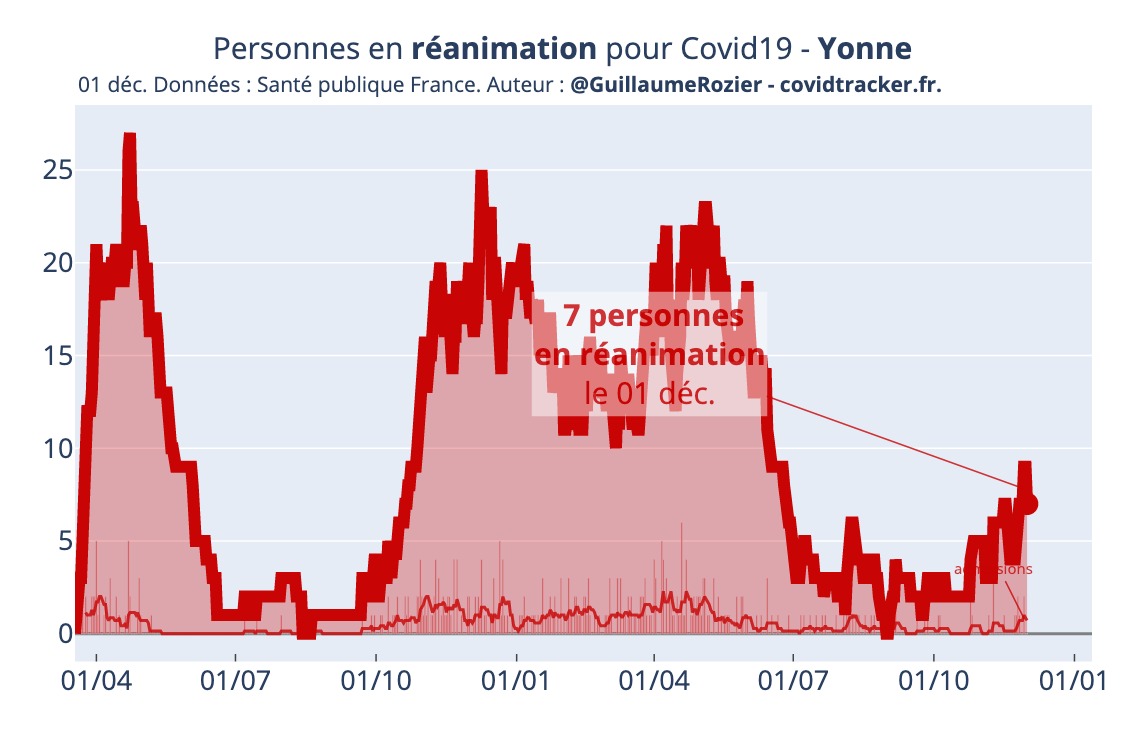 Personnes en réanimation pour Covid19 - Yonne
01 déc. Données : Santé publique France. Auteur : @GuillaumeRozier - covidtracker.fr.
25
20
15
10
5
0
7 personnes
en réanimation
le 01 déc.
admissions
01/04
01/07
01/10
01/01
01/04
01/07
01/10
01/01